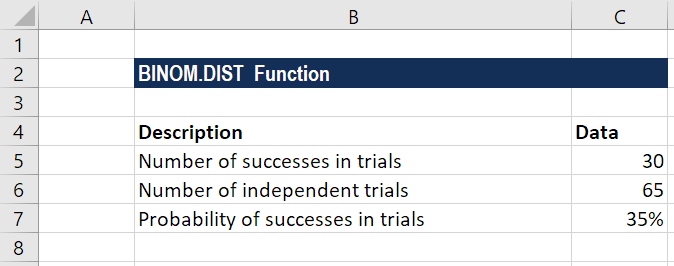 A B C
1
2 BINOM.DIST Function
3
4 Description Data
5 Number of successes in trials 30
6 Number of independent trials 65
7 Probability of successes in trials 35%
8